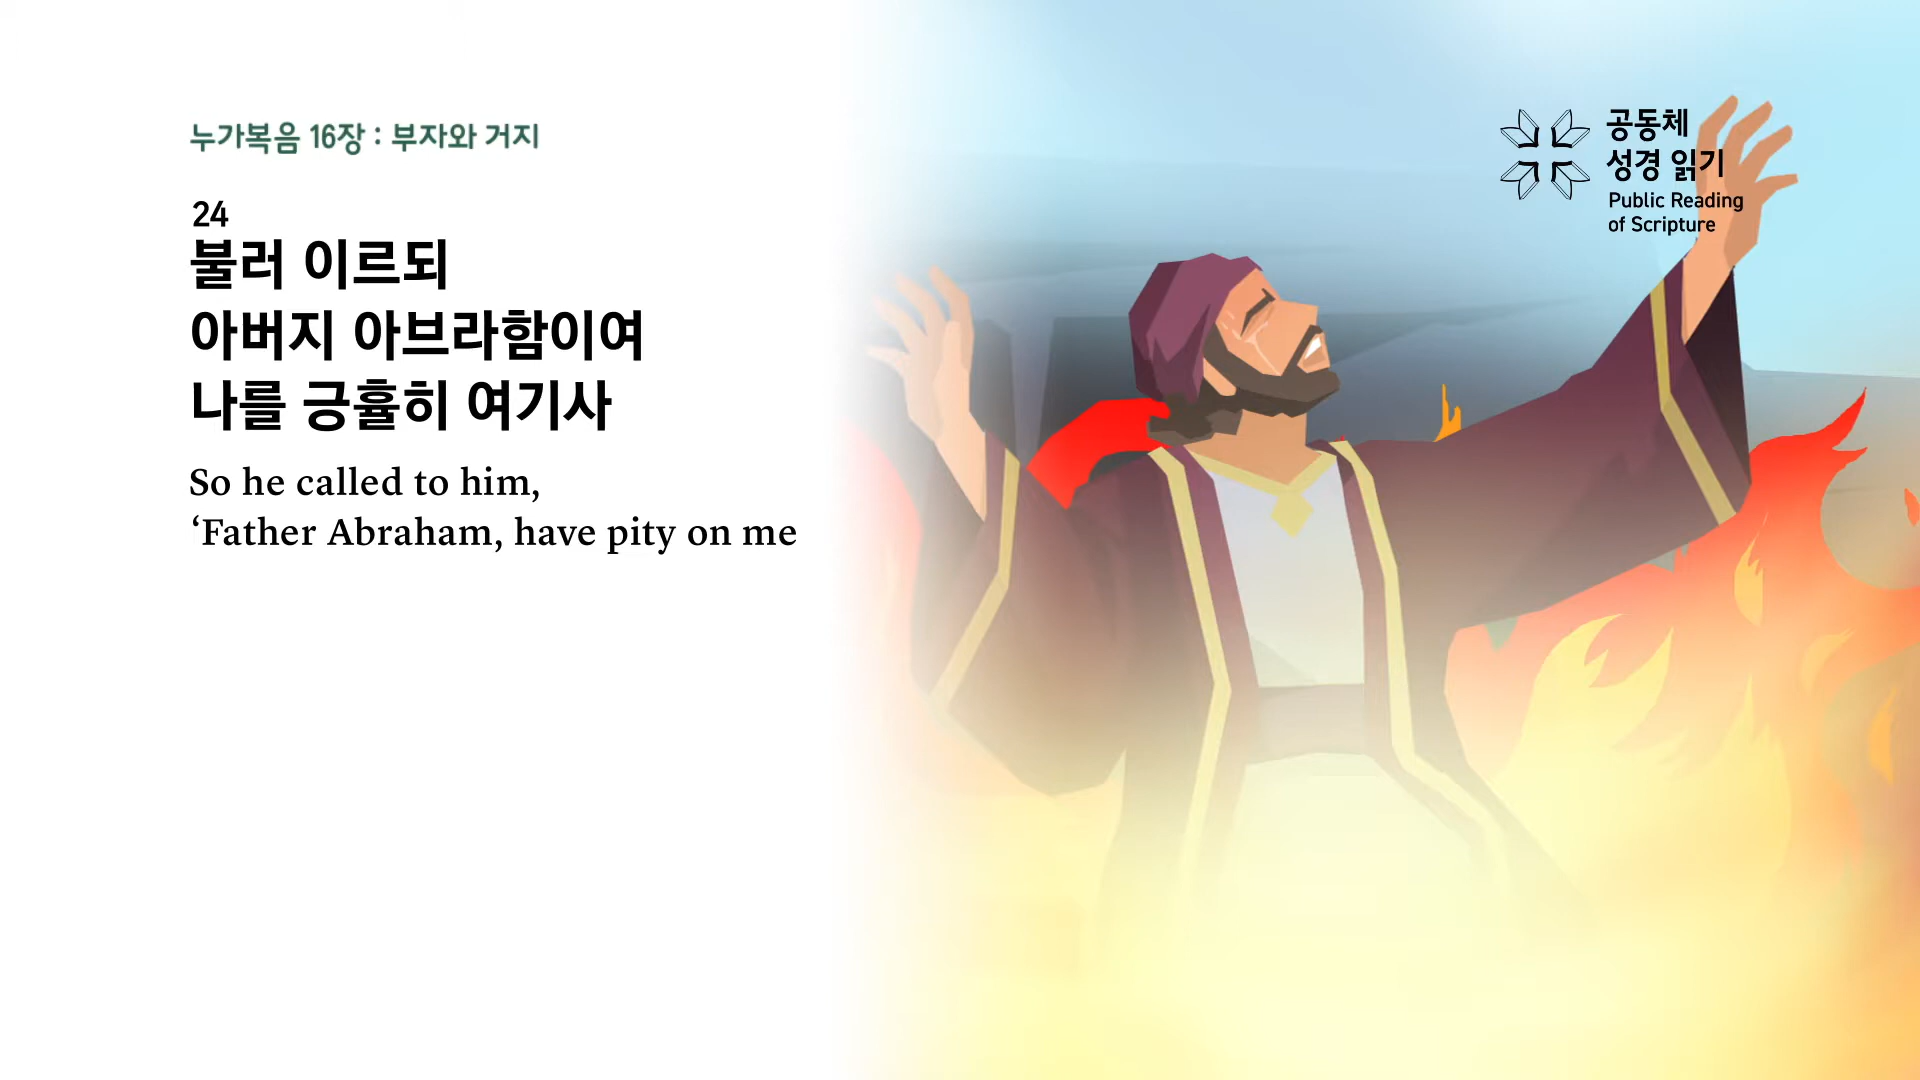 누가복음 16장 : 부자와 거지
24
불러 이르되
아버지 아브라함이여
나를 긍휼히 여기사
So he called to him,
‘Father Abraham, have pity on me
공동체
성경 읽기
Public Reading
of Scripture